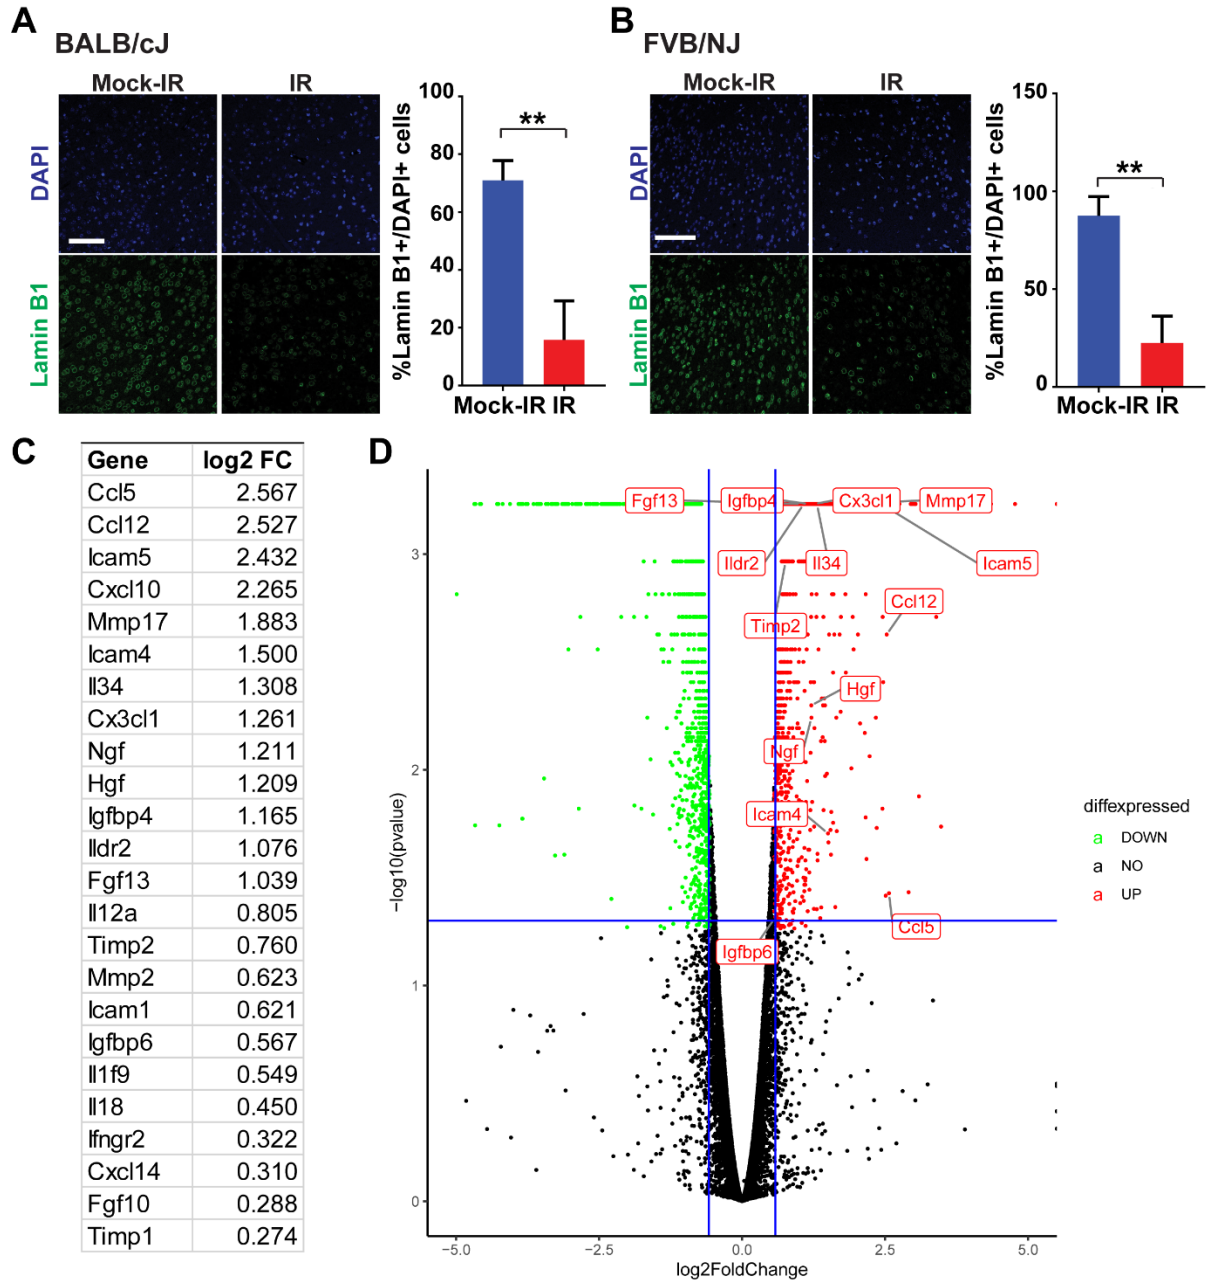 A
BALB/cJ
Mock-IR
IR
DAPI
Lamin B1
%Lamin B1+/DAPI+ cells
100
80
60
40
20
0
**
Mock-IR IR
B
FVB/NJ
Mock-IR
IR
DAPI
Lamin B1
%Lamin B1+/DAPI+ cells
150
100
50
0
**
Mock-IR IR
C
Gene log2 FC
Ccl5 2.567
Ccl12 2.527
Icam5 2.432
Cxcl10 2.265
Mmp17 1.883
Icam4 1.500
Il34 1.308
Cx3cl1 1.261
Ngf 1.211
Hgf 1.209
Igfbp4 1.165
Ildr2 1.076
Fgf13 1.039
Il12a 0.805
Timp2 0.760
Mmp2 0.623
Icam1 0.621
Igfbp6 0.567
Il1f9 0.549
Il18 0.450
Ifngr2 0.322
Cxcl14 0.310
Fgf10 0.288
Timp1 0.274
D
Fgf13 Igfbp4 Cx3cl1 Mmp17
Ildr2 Il34 Icam5
Ccl12
Timp2
Hgf
Ngf
Icam4
Ccl5
Igfbp6
−log10(pvalue)
3
2
1
0
−5.0 −2.5 0.0 2.5 5.0
log2FoldChange
diffexpressed
a DOWN
a NO
a UP